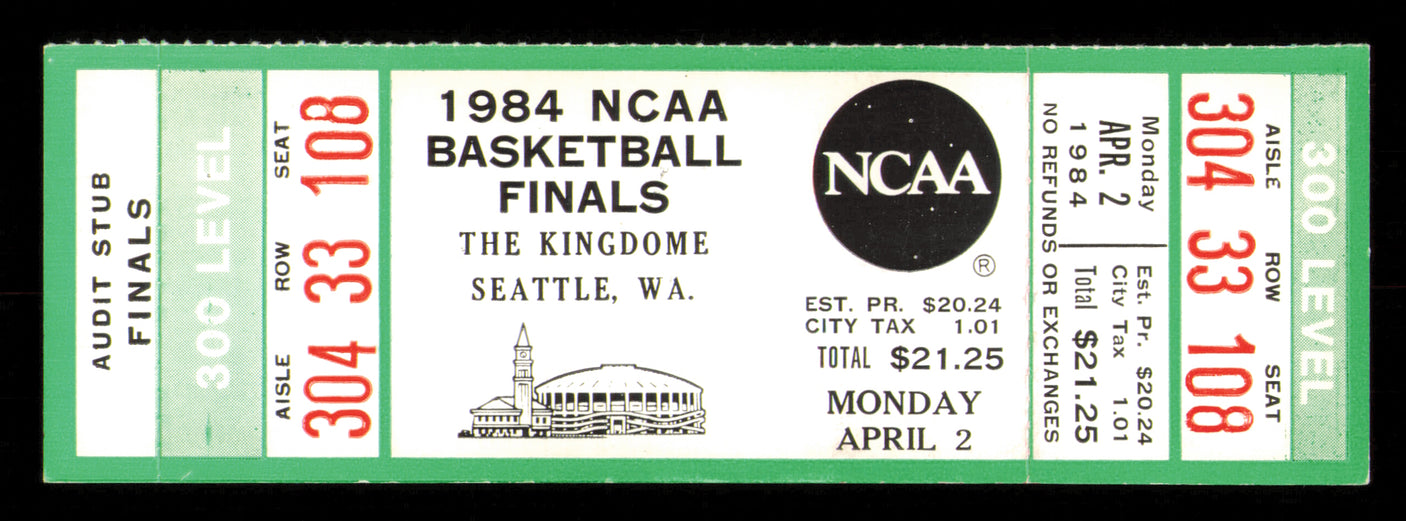 AUDIT STUB
FINALS
300 LEVEL
AISLE ROW SEAT
304 33 108
1984 NCAA
BASKETBALL
FINALS
THE KINGDOME
SEATTLE, WA.
NCAA
®
EST. PR. $20.24
CITY TAX 1.01
TOTAL $21.25
MONDAY
APRIL 2
Monday
APR. 2
1984
Est. Pr. $20.24
City Tax 1.01
Total $21.25
NO REFUNDS OR EXCHANGES
300 LEVEL
AISLE ROW SEAT
304 33 108